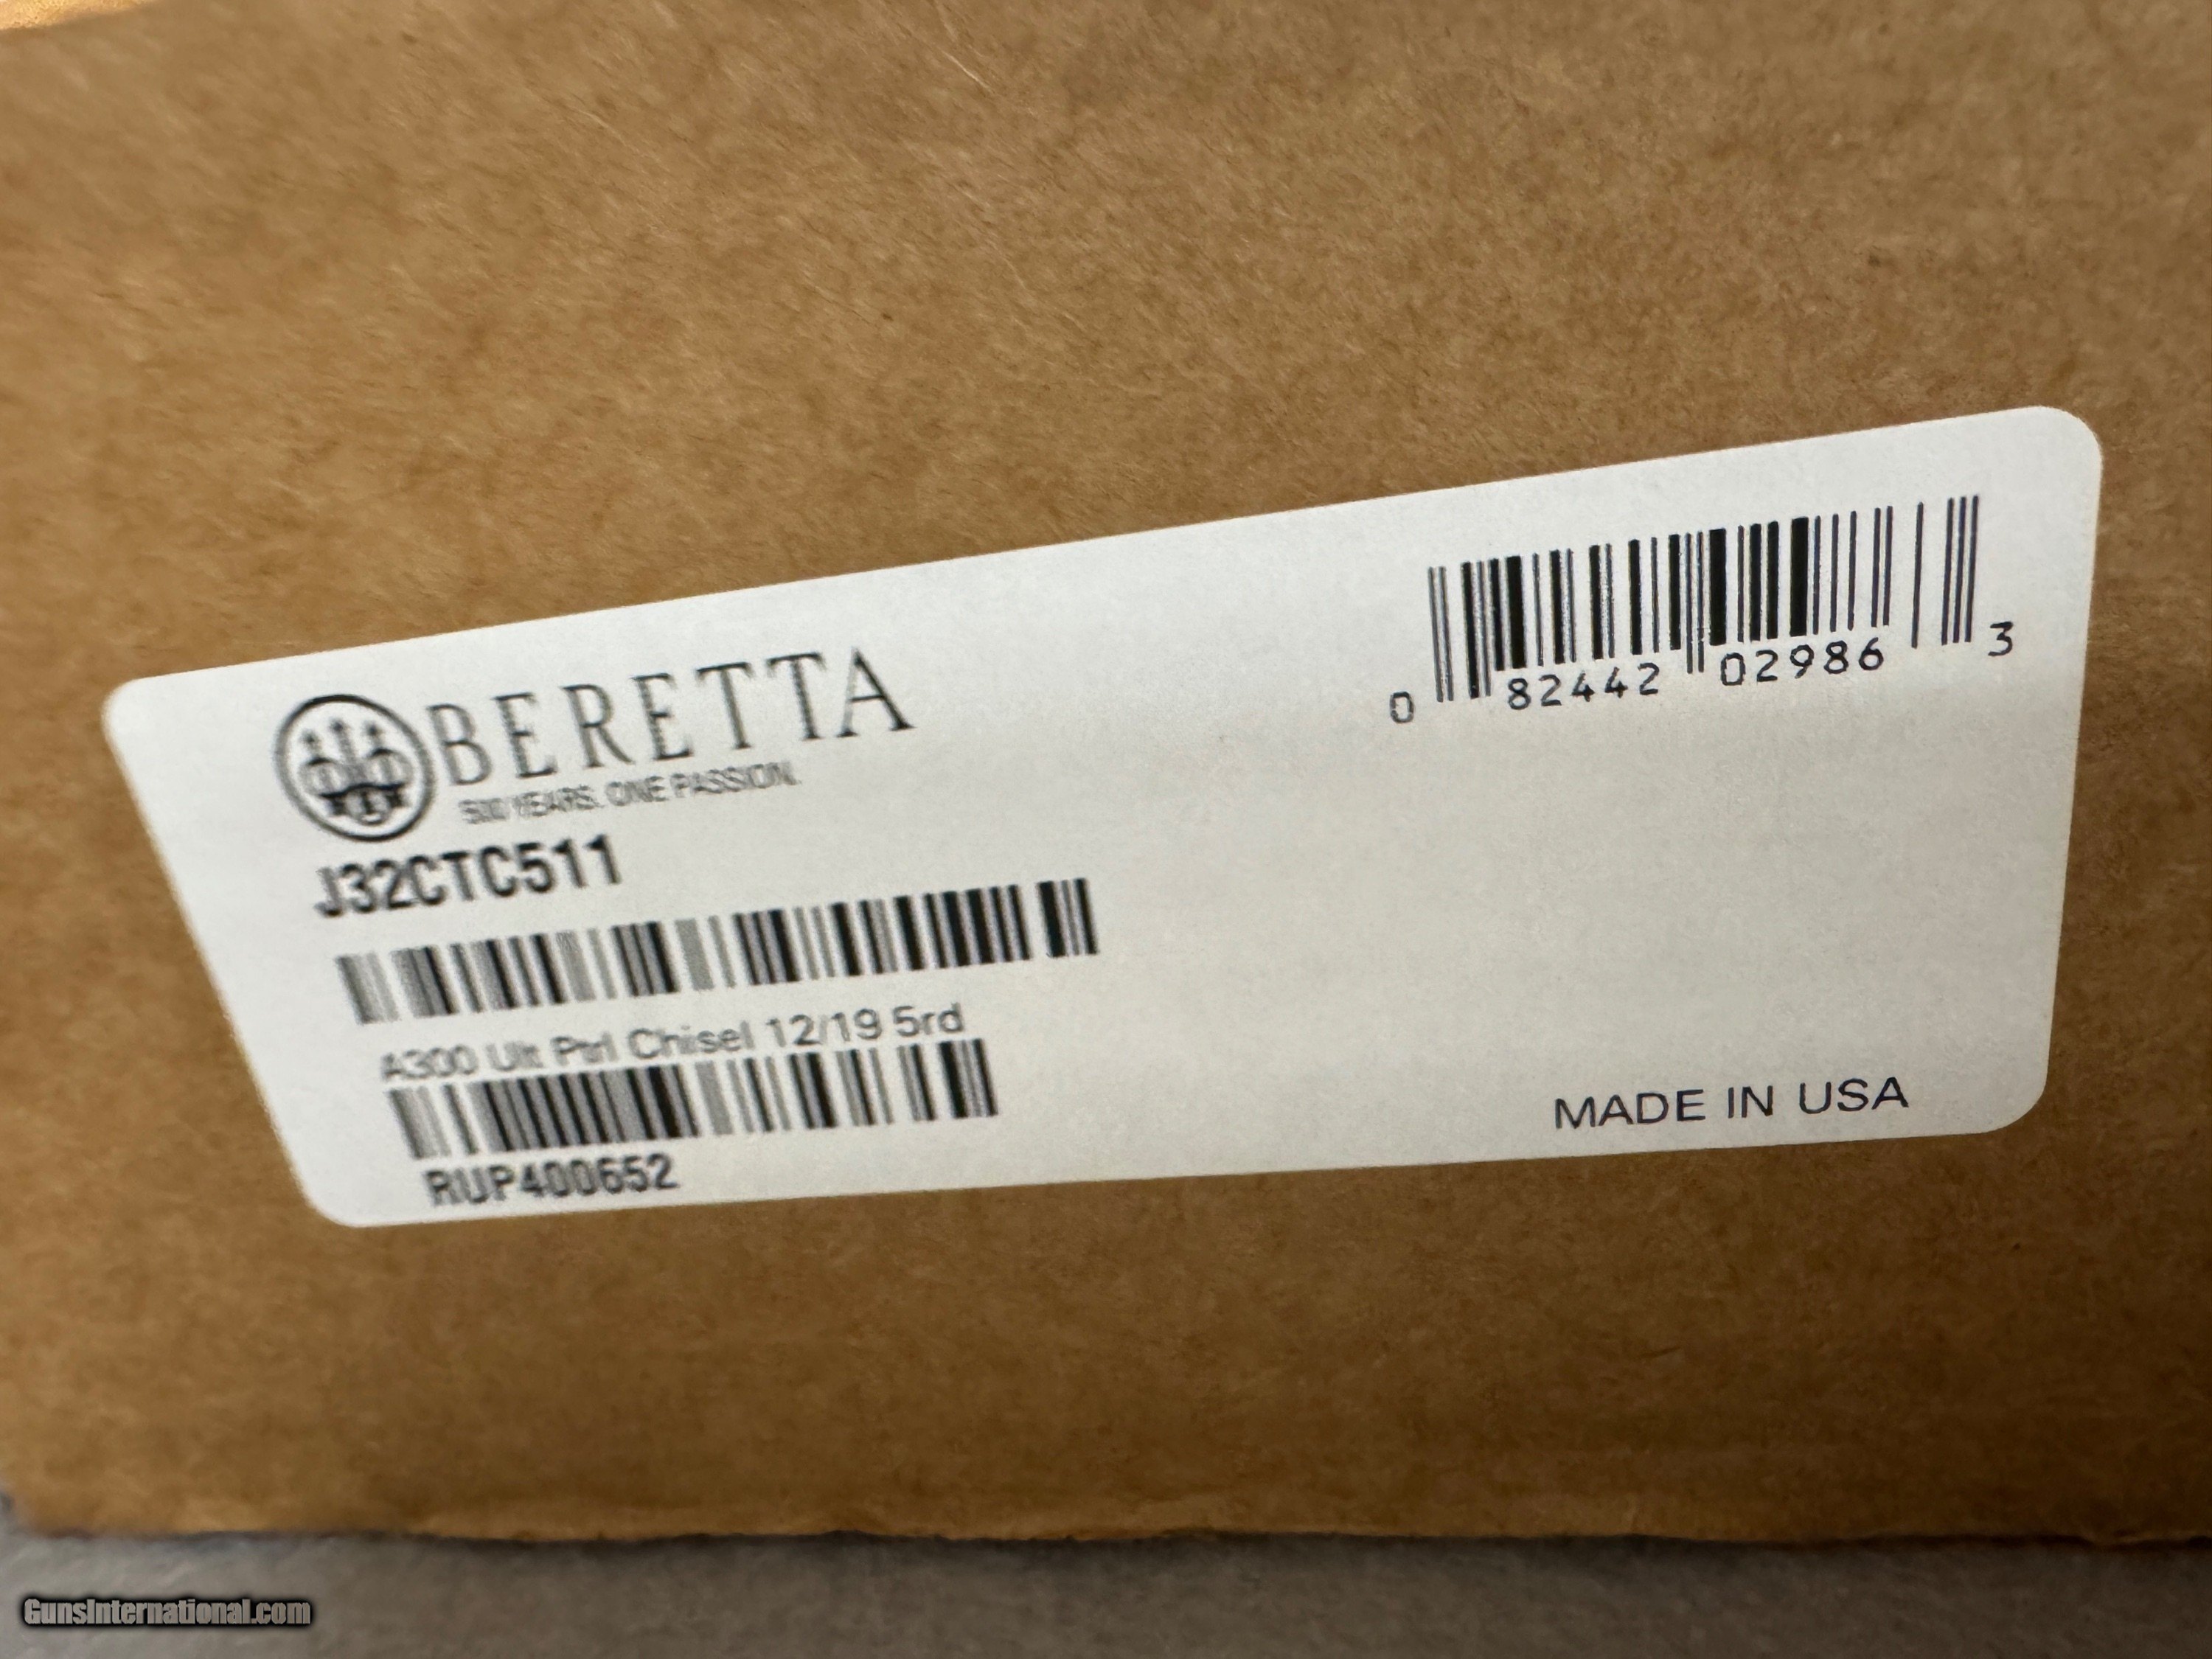 BERETTA
500 YEARS. ONE PASSION.
0 82442 02986 3
J32CTC511
A300 Ult Ptrl Chisel 12/19 5rd
RUP400652
MADE IN USA
GunsInternational.com